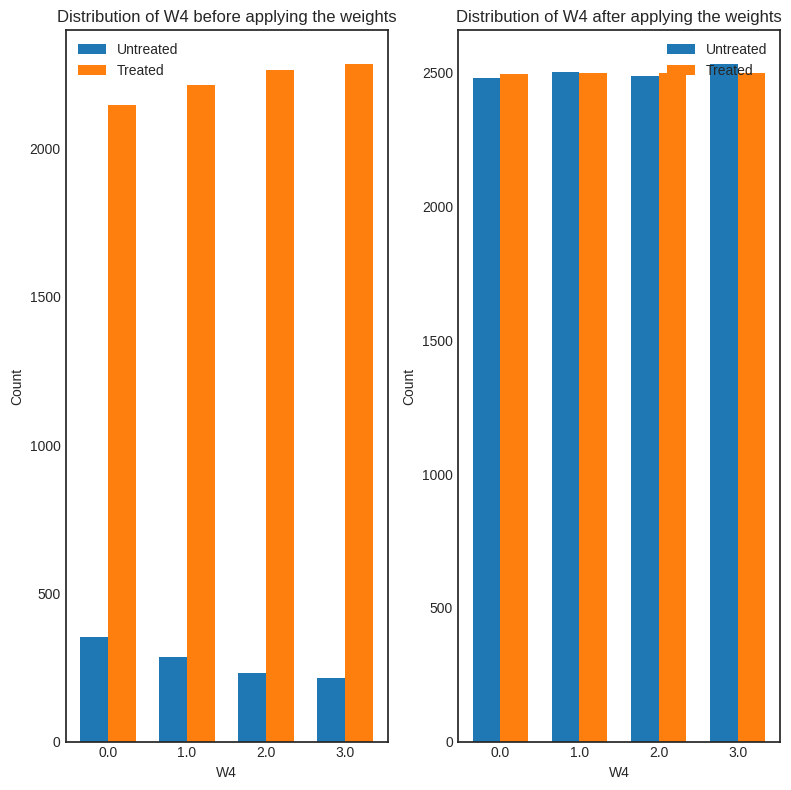 Distribution of W4 before applying the weights
Untreated
Treated
2000
1500
1000
500
0
Count
0.0 1.0 2.0 3.0
W4
Distribution of W4 after applying the weights
Untreated
Treated
2500
2000
1500
1000
500
0
Count
0.0 1.0 2.0 3.0
W4